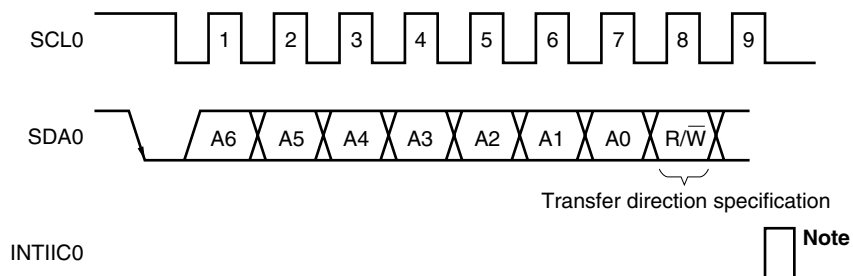 SCL0 1 2 3 4 5 6 7 8 9
SDA0 A6 A5 A4 A3 A2 A1 A0 R/W̅
Transfer direction specification
INTIIC0 Note